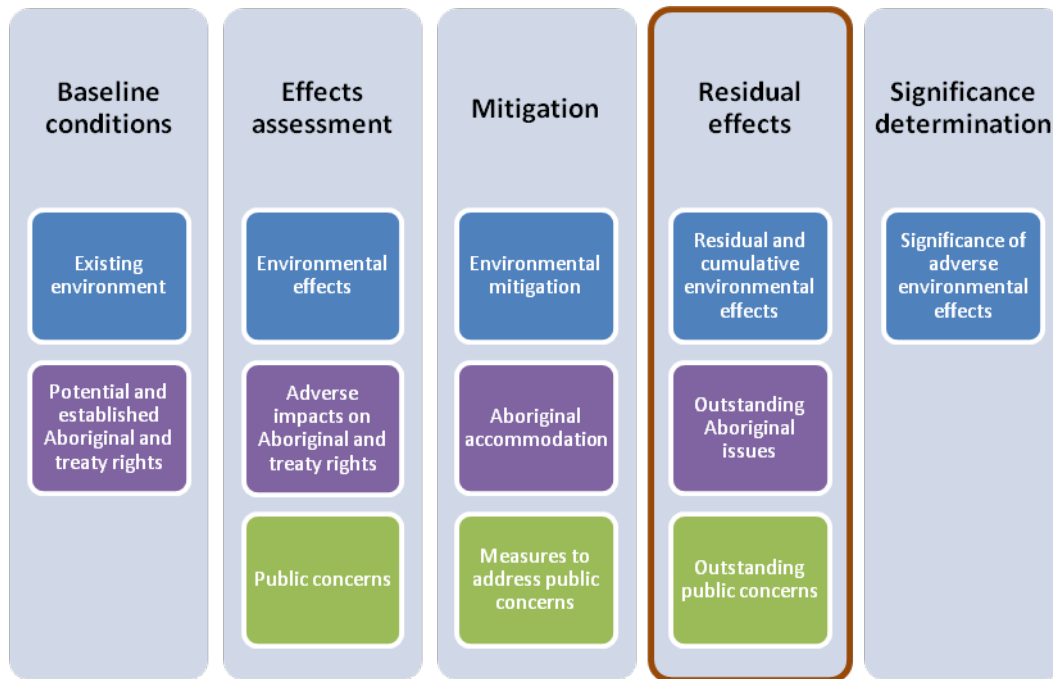 Baseline
conditions
Effects
assessment
Mitigation
Residual
effects
Significance
determination
Existing
environment
Environmental
effects
Environmental
mitigation
Residual and
cumulative
environmental
effects
Significance of
adverse
environmental
effects
Potential and
established
Aboriginal and
treaty rights
Adverse
impacts on
Aboriginal and
treaty rights
Aboriginal
accommodation
Outstanding
Aboriginal
issues
Public concerns
Measures to
address public
concerns
Outstanding
public concerns